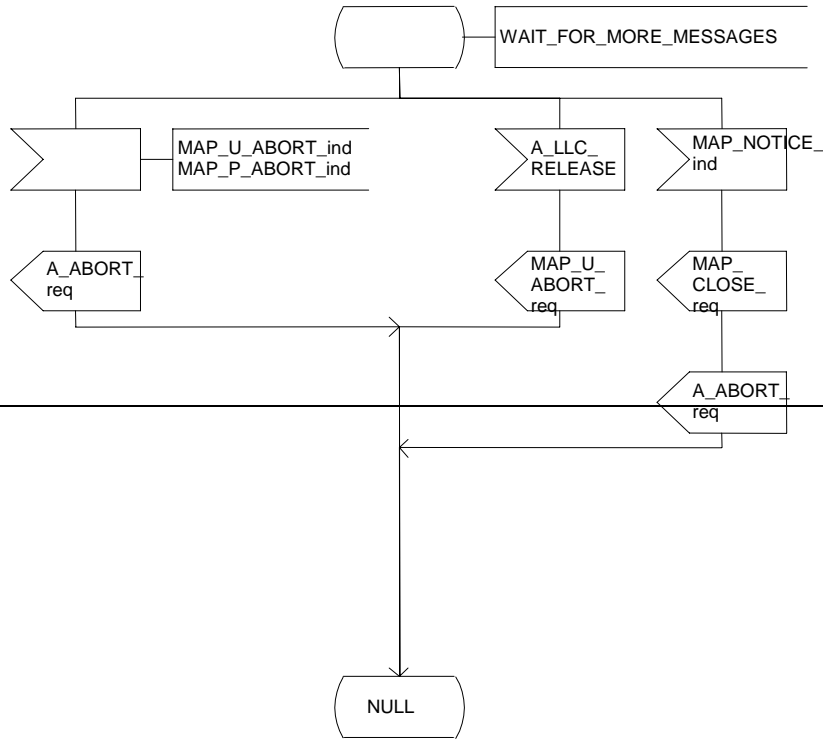 WAIT_FOR_MORE_MESSAGES
MAP_U_ABORT_ind
MAP_P_ABORT_ind
A_LLC_
RELEASE
MAP_NOTICE_
ind
A_ABORT_
req
MAP_U_
ABORT_
req
MAP_
CLOSE_
req
A_ABORT_
req
NULL